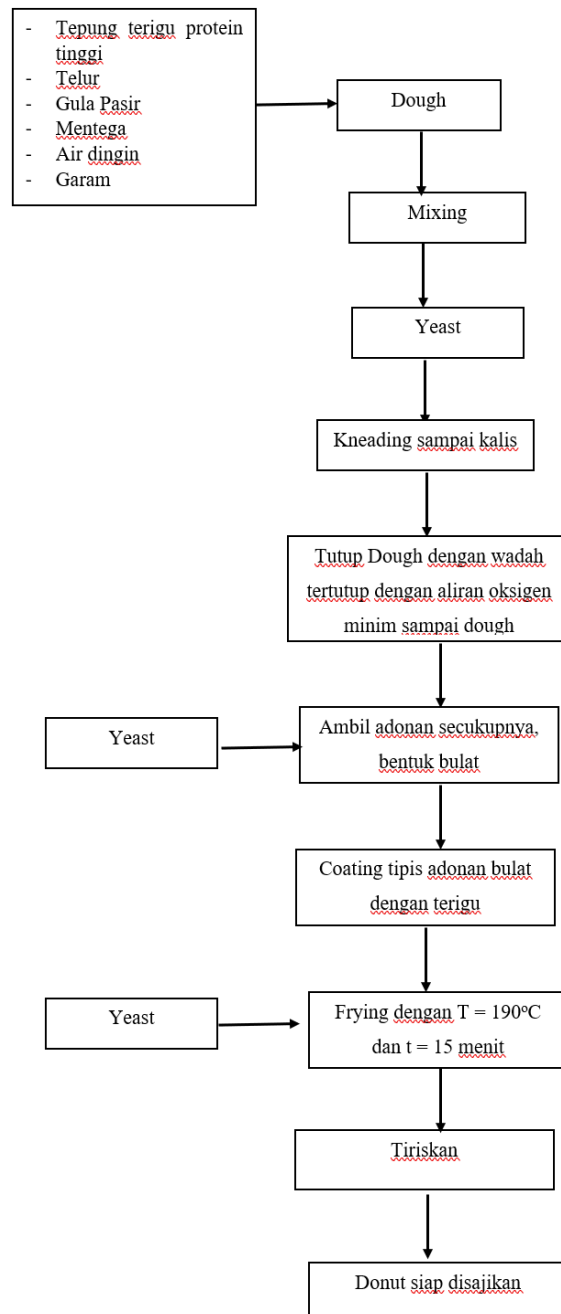 - Tepung terigu protein
tinggi
- Telur
- Gula Pasir
- Mentega
- Air dingin
- Garam
Dough
Mixing
Yeast
Kneading sampai kalis
Tutup Dough dengan wadah
tertutup dengan aliran oksigen
minim sampai dough
Yeast
Ambil adonan secukupnya,
bentuk bulat
Coating tipis adonan bulat
dengan terigu
Yeast
Frying dengan T = 190ºC
dan t = 15 menit
Tiriskan
Donut siap disajikan